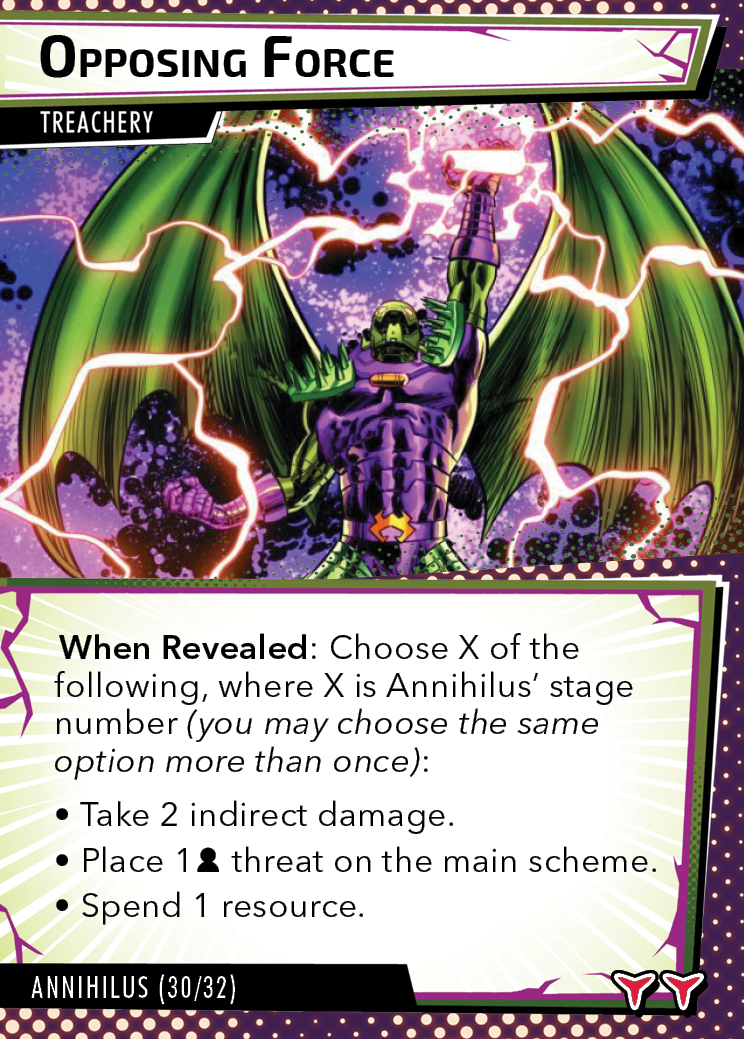 Opposing Force
TREACHERY
When Revealed: Choose X of the
following, where X is Annihilus’ stage
number (you may choose the same
option more than once):
• Take 2 indirect damage.
• Place 1👤 threat on the main scheme.
• Spend 1 resource.
ANNIHILUS (30/32)